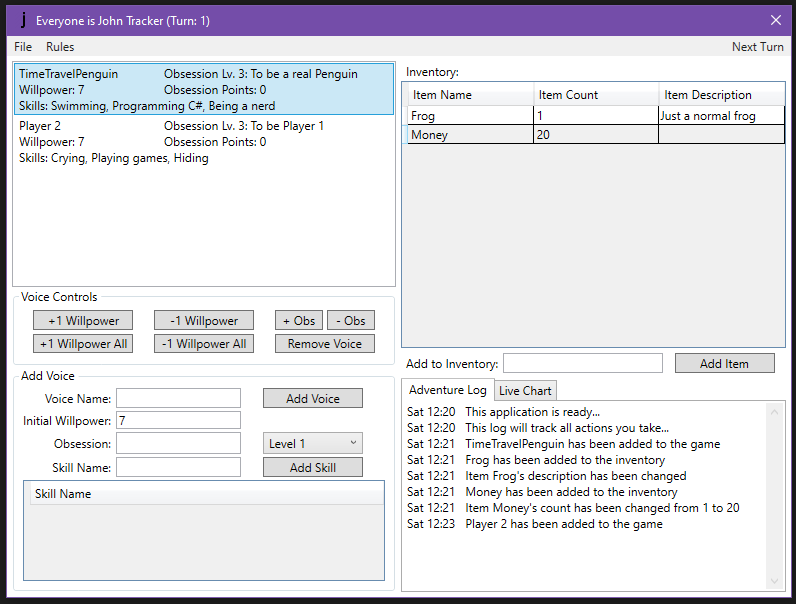 j Everyone is John Tracker (Turn: 1)
File Rules Next Turn
TimeTravelPenguin Obsession Lv. 3: To be a real Penguin
Willpower: 7 Obsession Points: 0
Skills: Swimming, Programming C#, Being a nerd
Player 2 Obsession Lv. 3: To be Player 1
Willpower: 7 Obsession Points: 0
Skills: Crying, Playing games, Hiding
Voice Controls
+1 Willpower -1 Willpower + Obs - Obs
+1 Willpower All -1 Willpower All Remove Voice
Add Voice
Voice Name: Add Voice
Initial Willpower: 7
Obsession: Level 1
Skill Name: Add Skill
Skill Name
Inventory:
Item Name Item Count Item Description
Frog 1 Just a normal frog
Money 20
Add to Inventory: Add Item
Adventure Log Live Chart
Sat 12:20 This application is ready...
Sat 12:20 This log will track all actions you take...
Sat 12:21 TimeTravelPenguin has been added to the game
Sat 12:21 Frog has been added to the inventory
Sat 12:21 Item Frog's description has been changed
Sat 12:21 Money has been added to the inventory
Sat 12:21 Item Money's count has been changed from 1 to 20
Sat 12:23 Player 2 has been added to the game